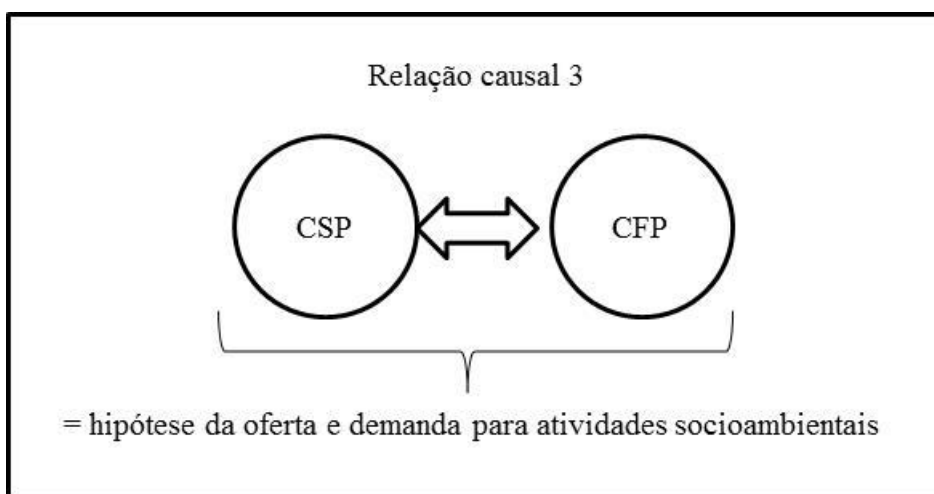 Relação causal 3
CSP
CFP
= hipótese da oferta e demanda para atividades socioambientais